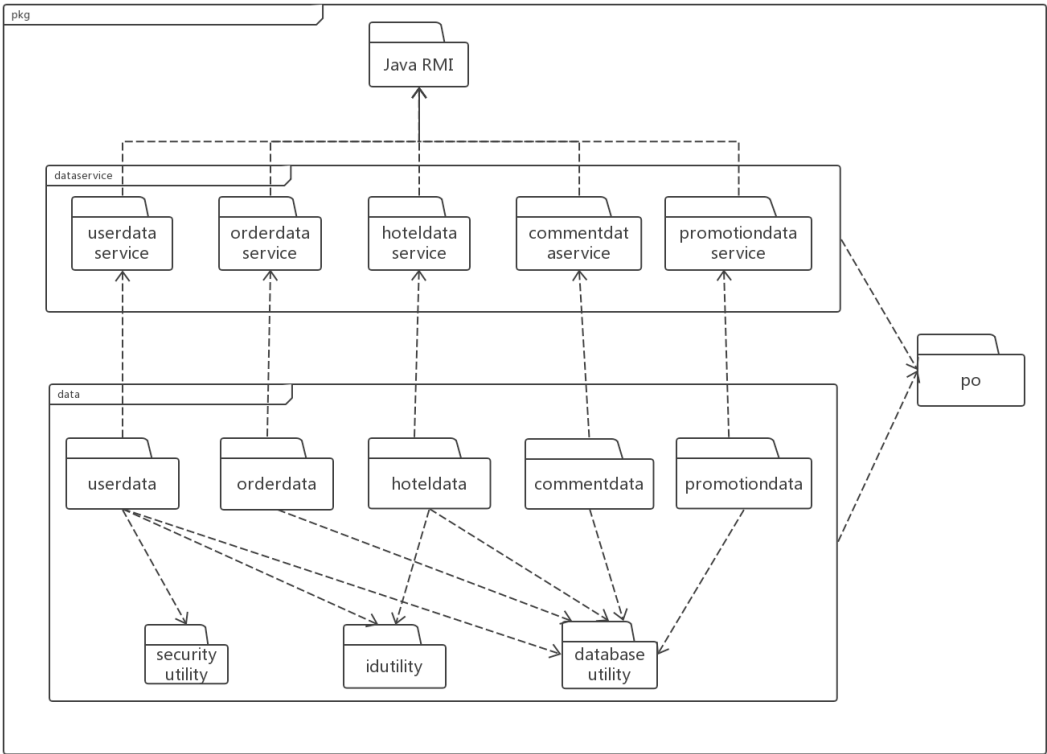 pkg
Java RMI
dataservice
userdata
service
orderdata
service
hoteldata
service
commentdat
aservice
promotiondata
service
po
data
userdata
orderdata
hoteldata
commentdata
promotiondata
security
utility
idutility
database
utility